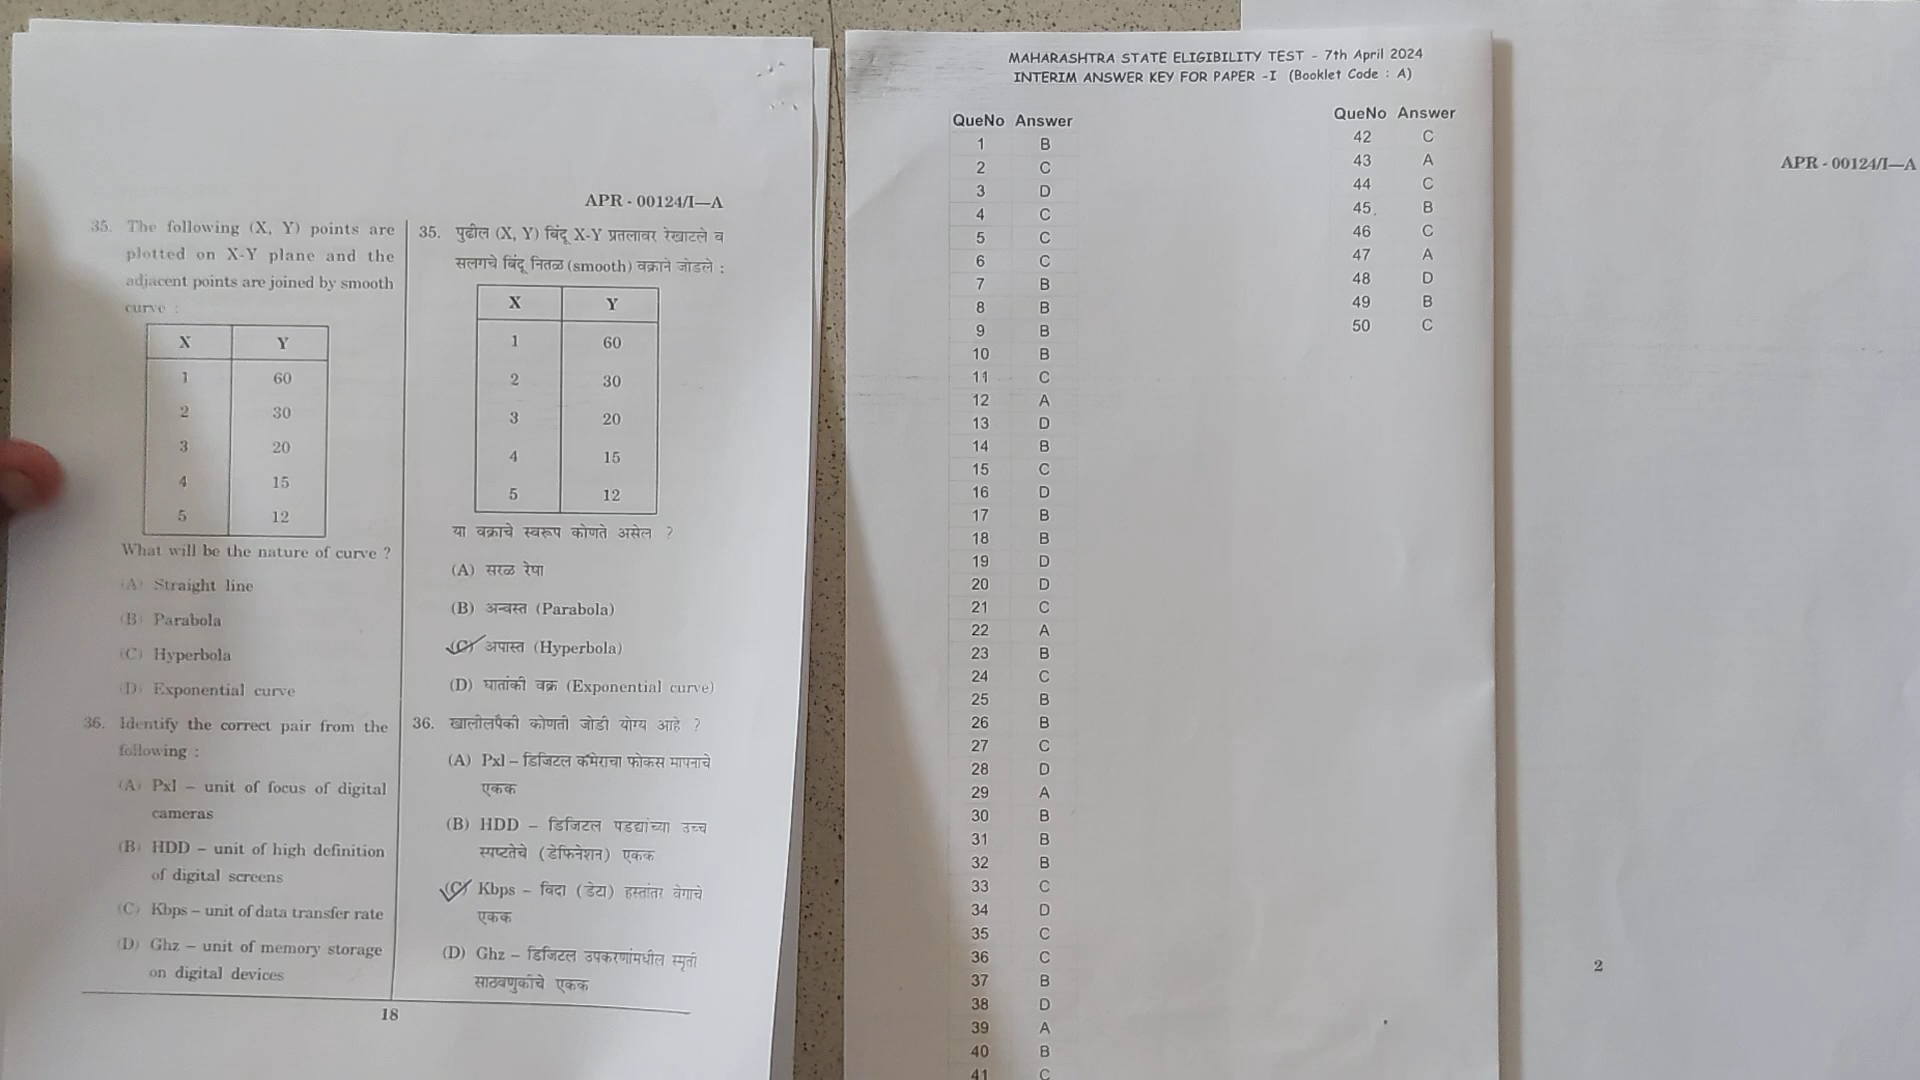 APR - 00124/I—A
35. The following (X, Y) points are
plotted on X-Y plane and the
adjacent points are joined by smooth
curve :
X Y
1 60
2 30
3 20
4 15
5 12
What will be the nature of curve ?
(A) Straight line
(B) Parabola
(C) Hyperbola
(D) Exponential curve
36. Identify the correct pair from the
following :
(A) Pxl – unit of focus of digital
cameras
(B) HDD – unit of high definition
of digital screens
(C) Kbps – unit of data transfer rate
(D) Ghz – unit of memory storage
on digital devices
35. पुढील (X, Y) बिंदू X-Y प्रतलावर रेखाटले व
सलगचे बिंदू नितळ (smooth) वक्राने जोडले :
X Y
1 60
2 30
3 20
4 15
5 12
या वक्राचे स्वरूप कोणते असेल ?
(A) सरळ रेषा
(B) अन्वस्त (Parabola)
(C) अपास्त (Hyperbola)
(D) घातांकी वक्र (Exponential curve)
36. खालीलपैकी कोणती जोडी योग्य आहे ?
(A) Pxl – डिजिटल कॅमेराचा फोकस मापनाचे
एकक
(B) HDD – डिजिटल पडद्यांच्या उच्च
स्पष्टतेचे (डेफिनेशन) एकक
(C) Kbps – विदा (डेटा) हस्तांतर वेगाचे
एकक
(D) Ghz – डिजिटल उपकरणांमधील स्मृती
साठवणुकीचे एकक
18
MAHARASHTRA STATE ELIGIBILITY TEST - 7th April 2024
INTERIM ANSWER KEY FOR PAPER -I (Booklet Code : A)
QueNo Answer
1 B
2 C
3 D
4 C
5 C
6 C
7 B
8 B
9 B
10 B
11 C
12 A
13 D
14 B
15 C
16 D
17 B
18 B
19 D
20 D
21 C
22 A
23 B
24 C
25 B
26 B
27 C
28 D
29 A
30 B
31 B
32 B
33 C
34 D
35 C
36 C
37 B
38 D
39 A
40 B
41 C
QueNo Answer
42 C
43 A
44 C
45 B
46 C
47 A
48 D
49 B
50 C
APR - 00124/I—A
2